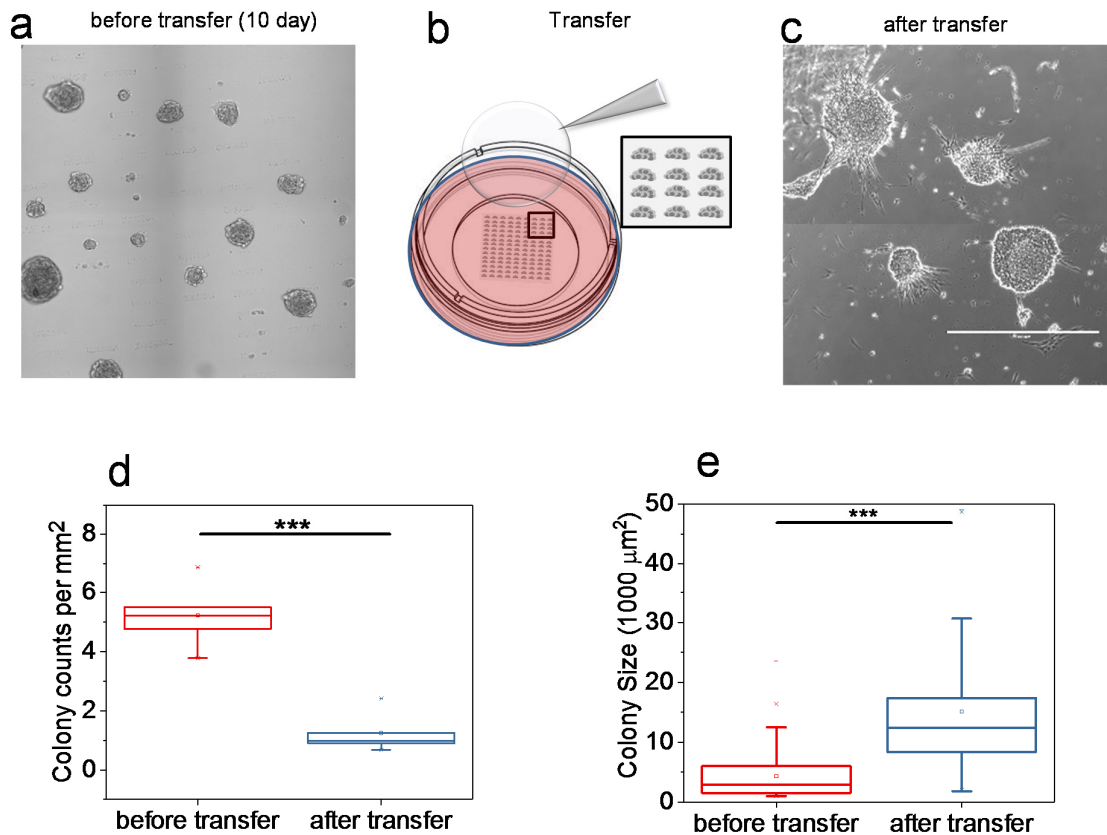 a
before transfer (10 day)
b
Transfer
c
after transfer
d
Colony counts per mm²
8
6
4
2
0
***
before transfer
after transfer
e
Colony Size (1000 μm²)
50
40
30
20
10
0
***
before transfer
after transfer